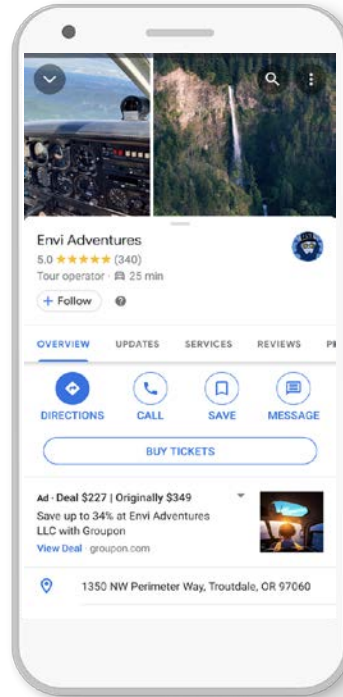 Envi Adventures
5.0 ★★★★★ (340)
Tour operator · 25 min
+ Follow
OVERVIEW UPDATES SERVICES REVIEWS
DIRECTIONS CALL SAVE MESSAGE
BUY TICKETS
Ad · Deal $227 | Originally $349
Save up to 34% at Envi Adventures
LLC with Groupon
View Deal · groupon.com
1350 NW Perimeter Way, Troutdale, OR 97060